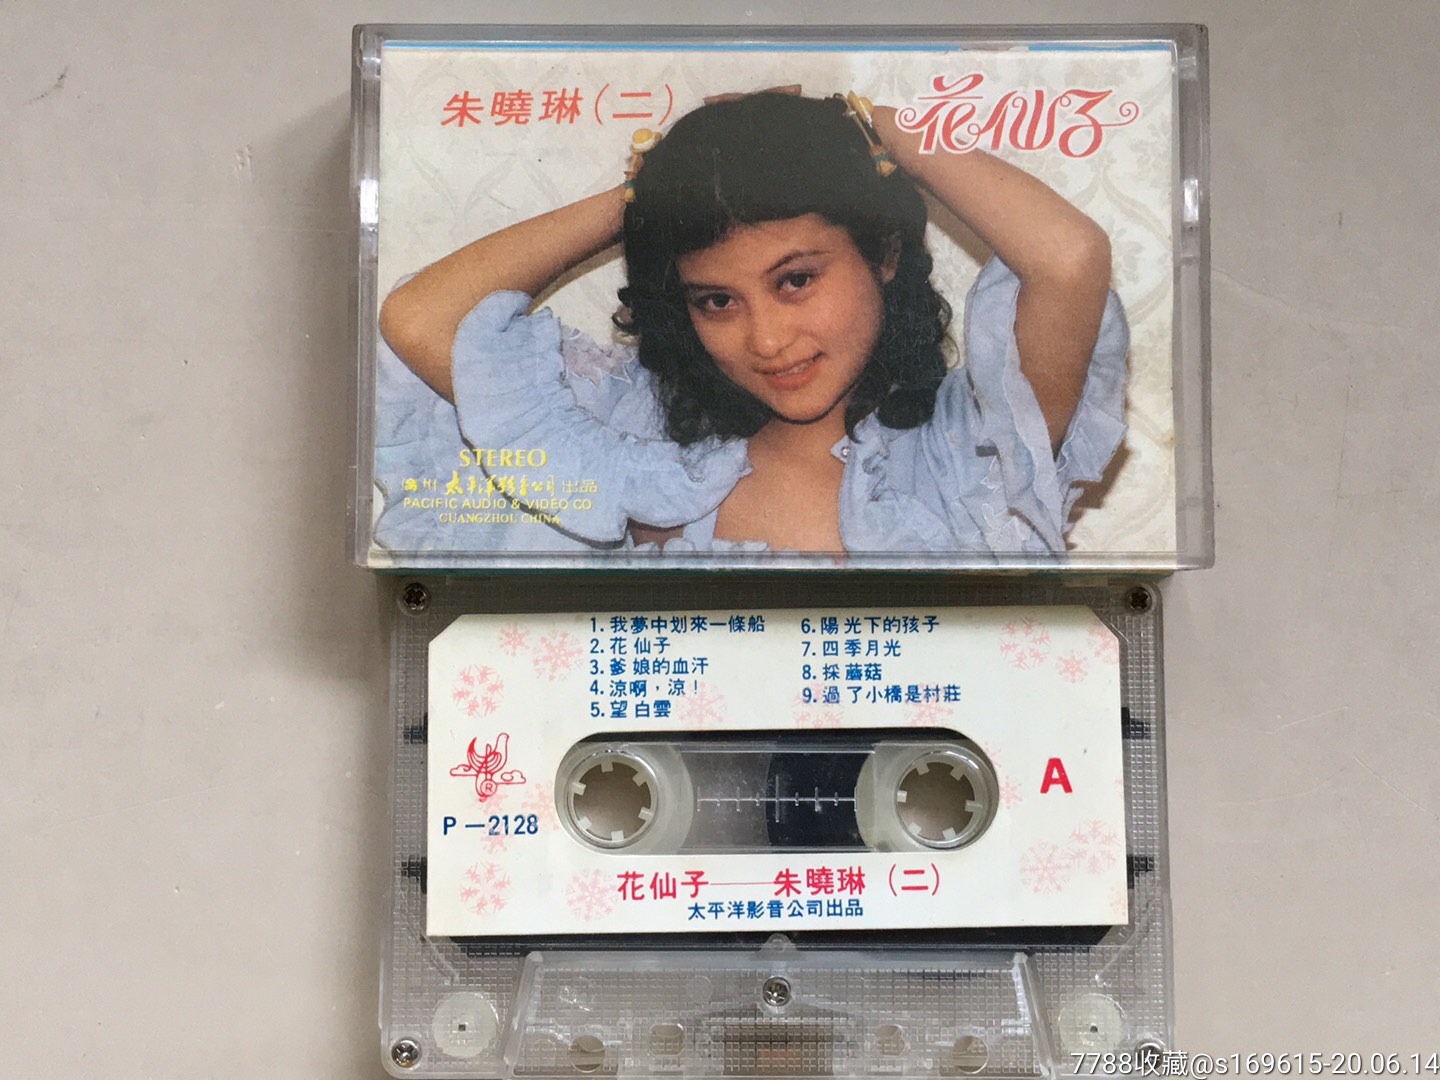 朱曉琳(二)
花仙子
STEREO
廣州 太平洋影音公司 出品
PACIFIC AUDIO & VIDEO CO
GUANGZHOU CHINA
1.我夢中划來一條船
2.花仙子
3.爹娘的血汗
4.涼啊,涼!
5.望白雲
6.陽光下的孩子
7.四季月光
8.採蘑菇
9.過了小橋是村莊
R
P—2128
A
花仙子——朱曉琳(二)
太平洋影音公司出品
7788收藏@s169615-20.06.14